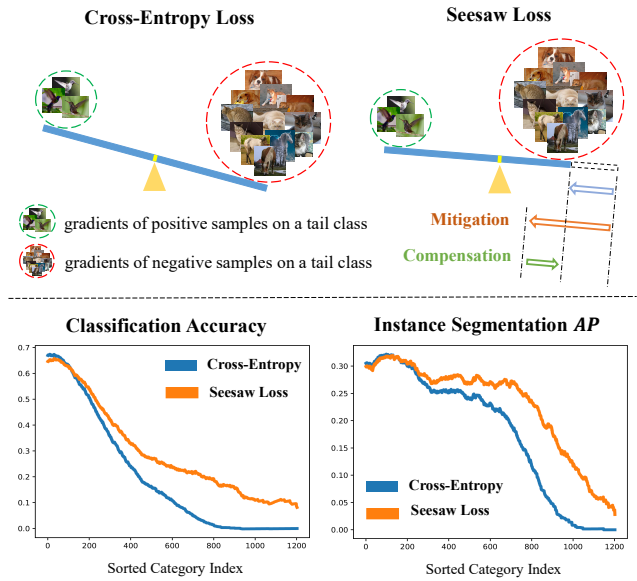 Cross-Entropy Loss
Seesaw Loss
gradients of positive samples on a tail class
gradients of negative samples on a tail class
Mitigation
Compensation
Classification Accuracy
0.7
0.6
0.5
0.4
0.3
0.2
0.1
0.0
Cross-Entropy
Seesaw Loss
0 200 400 600 800 1000 1200
Sorted Category Index
Instance Segmentation AP
0.30
0.25
0.20
0.15
0.10
0.05
0.00
Cross-Entropy
Seesaw Loss
0 200 400 600 800 1000 1200
Sorted Category Index